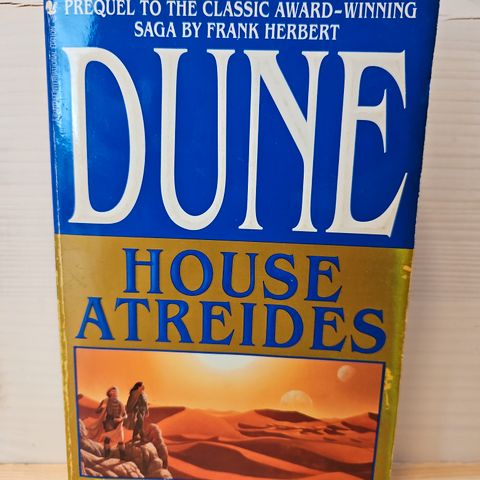 PREQUEL TO THE CLASSIC AWARD-WINNING
SAGA BY FRANK HERBERT
DUNE
HOUSE
ATREIDES